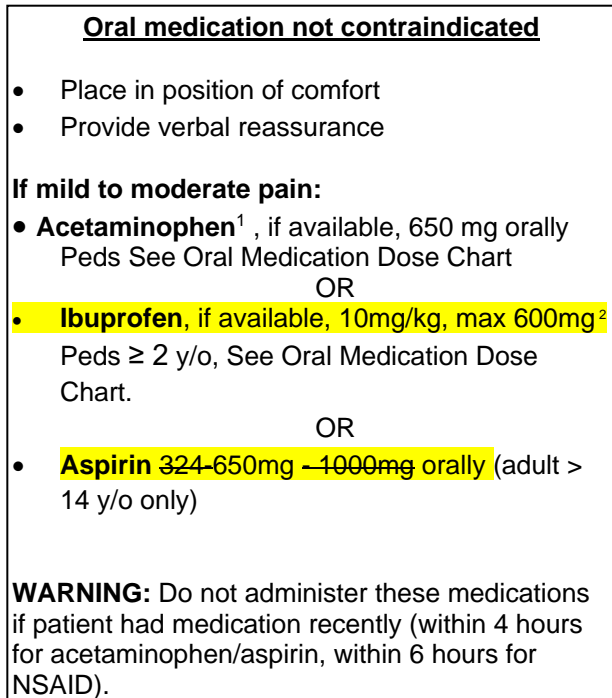 Oral medication not contraindicated
• Place in position of comfort
• Provide verbal reassurance
If mild to moderate pain:
• Acetaminophen¹ , if available, 650 mg orally
Peds See Oral Medication Dose Chart
OR
• Ibuprofen, if available, 10mg/kg, max 600mg ²
Peds ≥ 2 y/o, See Oral Medication Dose
Chart.
OR
• Aspirin 324-650mg - 1000mg orally (adult >
14 y/o only)
WARNING: Do not administer these medications
if patient had medication recently (within 4 hours
for acetaminophen/aspirin, within 6 hours for
NSAID).